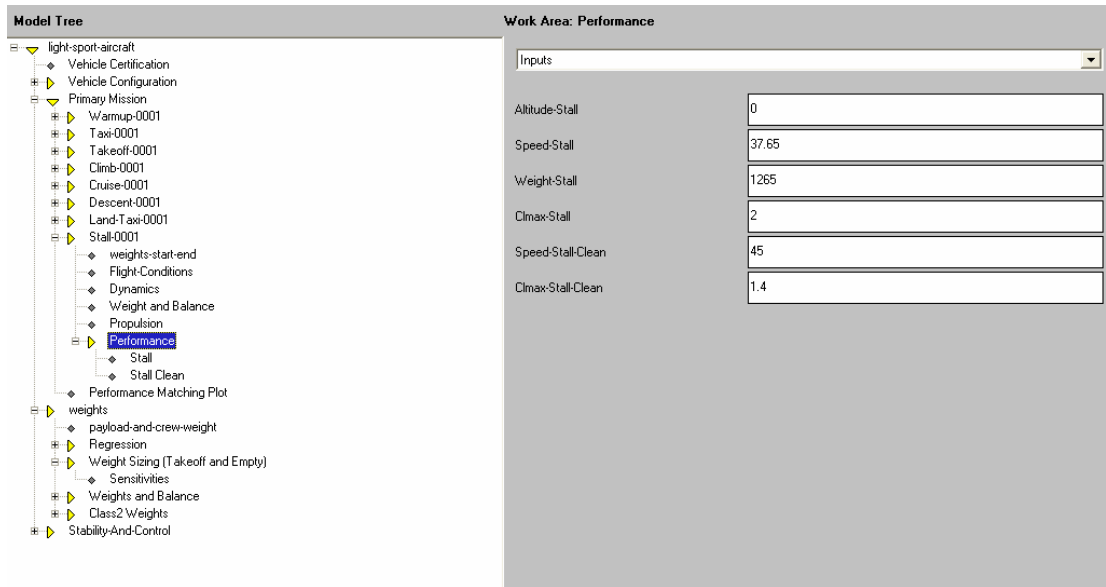 Model Tree
light-sport-aircraft
Vehicle Certification
Vehicle Configuration
Primary Mission
Warmup-0001
Taxi-0001
Takeoff-0001
Climb-0001
Cruise-0001
Descent-0001
Land-Taxi-0001
Stall-0001
weights-start-end
Flight-Conditions
Dynamics
Weight and Balance
Propulsion
Performance
Stall
Stall Clean
Performance Matching Plot
weights
payload-and-crew-weight
Regression
Weight Sizing (Takeoff and Empty)
Sensitivities
Weights and Balance
Class2 Weights
Stability-And-Control
Work Area: Performance
Inputs
Altitude-Stall 0
Speed-Stall 37.65
Weight-Stall 1265
Clmax-Stall 2
Speed-Stall-Clean 45
Clmax-Stall-Clean 1.4